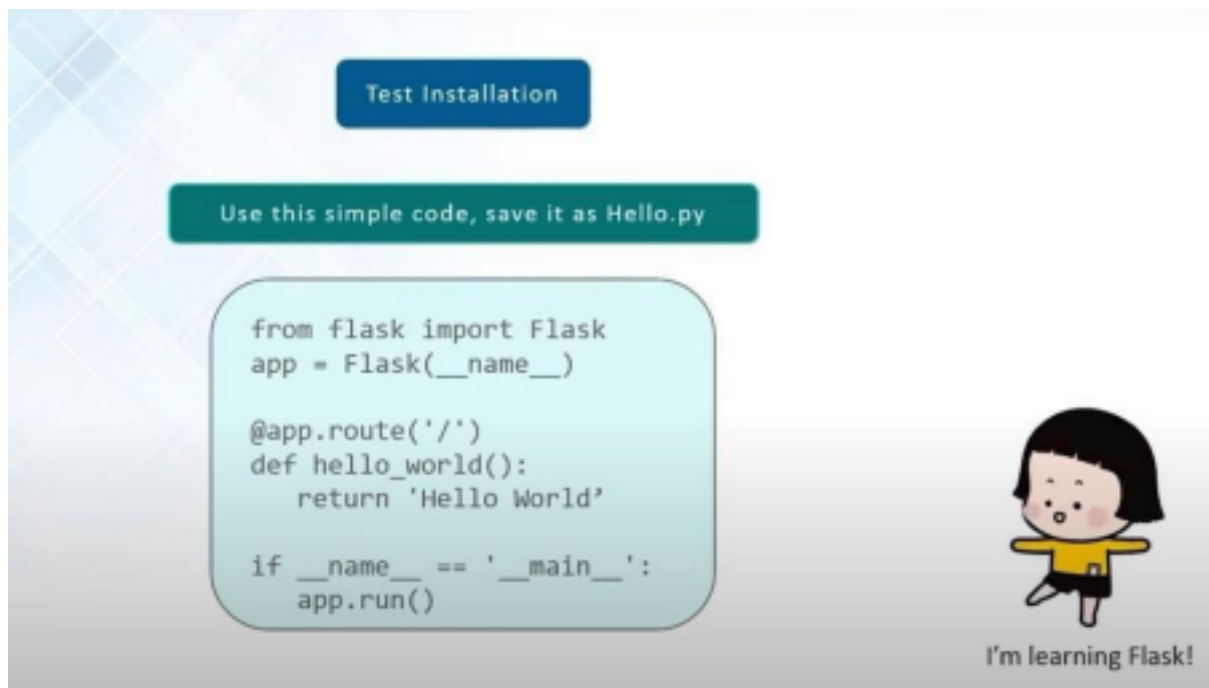 Test Installation
Use this simple code, save it as Hello.py
from flask import Flask
app = Flask(__name__)
@app.route('/')
def hello_world():
   return 'Hello World’
if __name__ == '__main__':
   app.run()
I'm learning Flask!